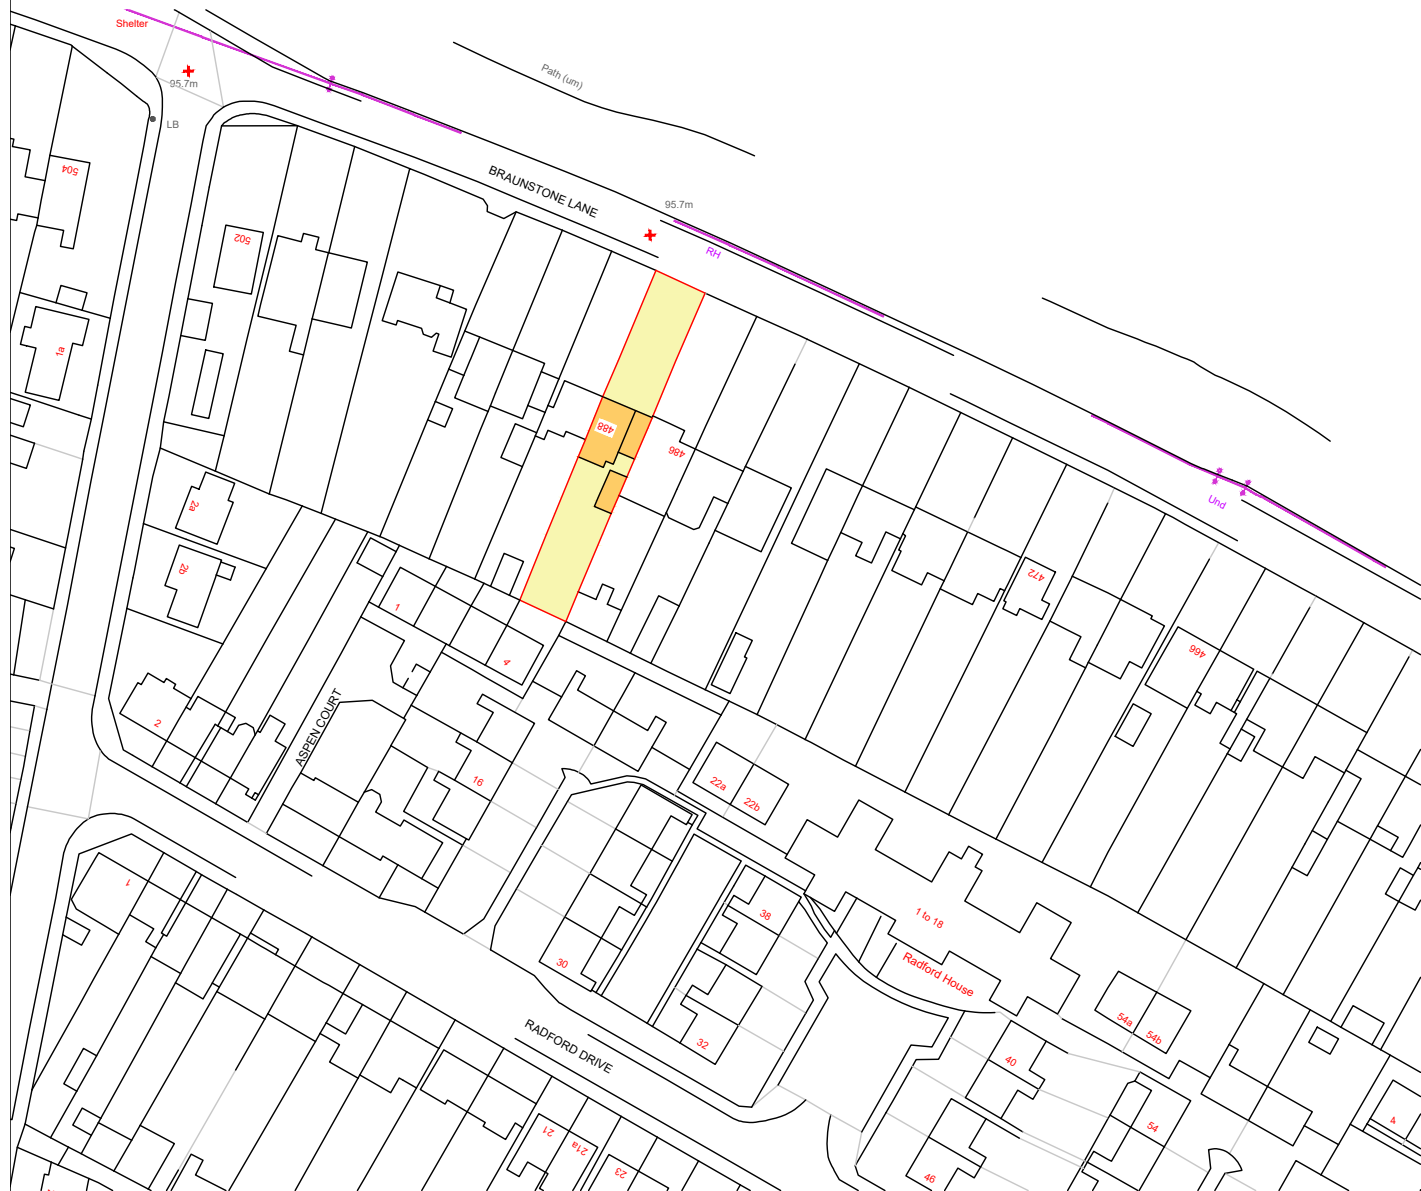 Shelter
95.7m
LB
Path (um)
BRAUNSTONE LANE
95.7m
RH
504
502
1a
488
486
2a
2b
472
Und
466
1
4
2
ASPEN COURT
16
22a
22b
1
38
30
32
1 to 18
Radford House
54a
54b
40
RADFORD DRIVE
54
4
21
21a
23
46